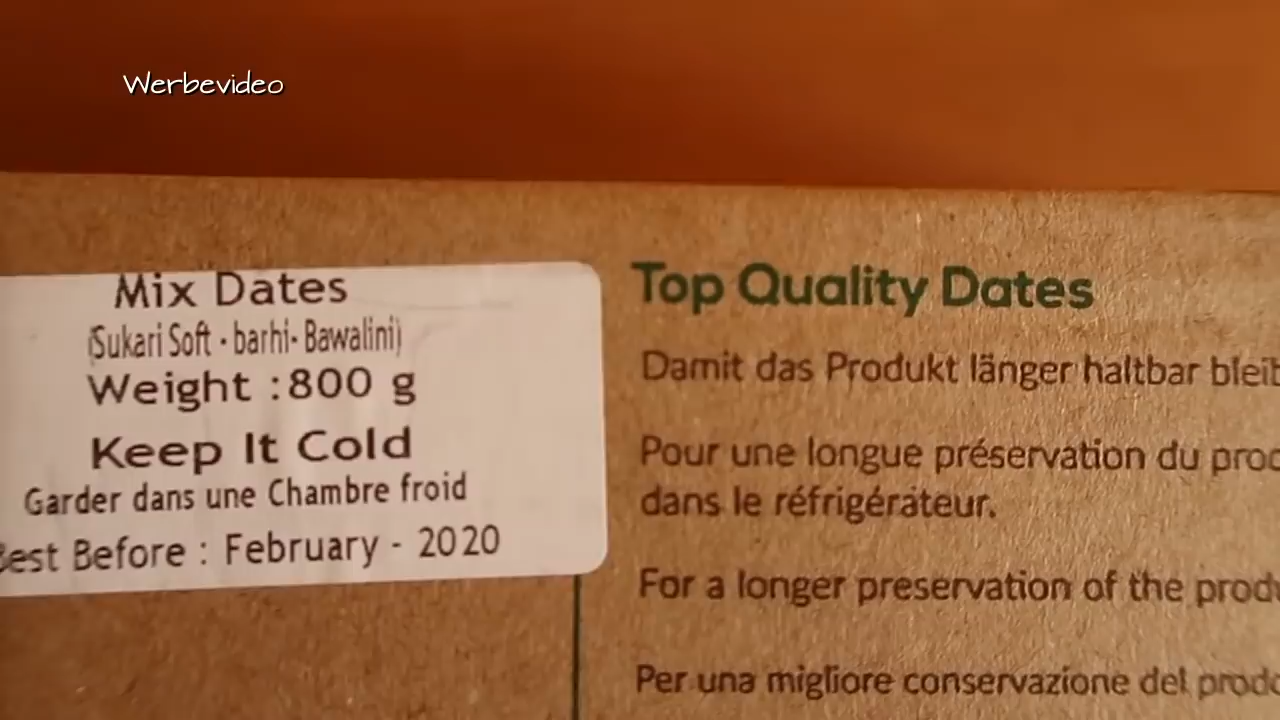 Werbevideo
Mix Dates
(Sukari Soft - barhi- Bawalini)
Weight :800 g
Keep It Cold
Garder dans une Chambre froid
Best Before : February - 2020
Top Quality Dates
Damit das Produkt länger haltbar
Pour une longue préservation du
dans le réfrigérateur.
For a longer preservation of the
Per una migliore conservazione del